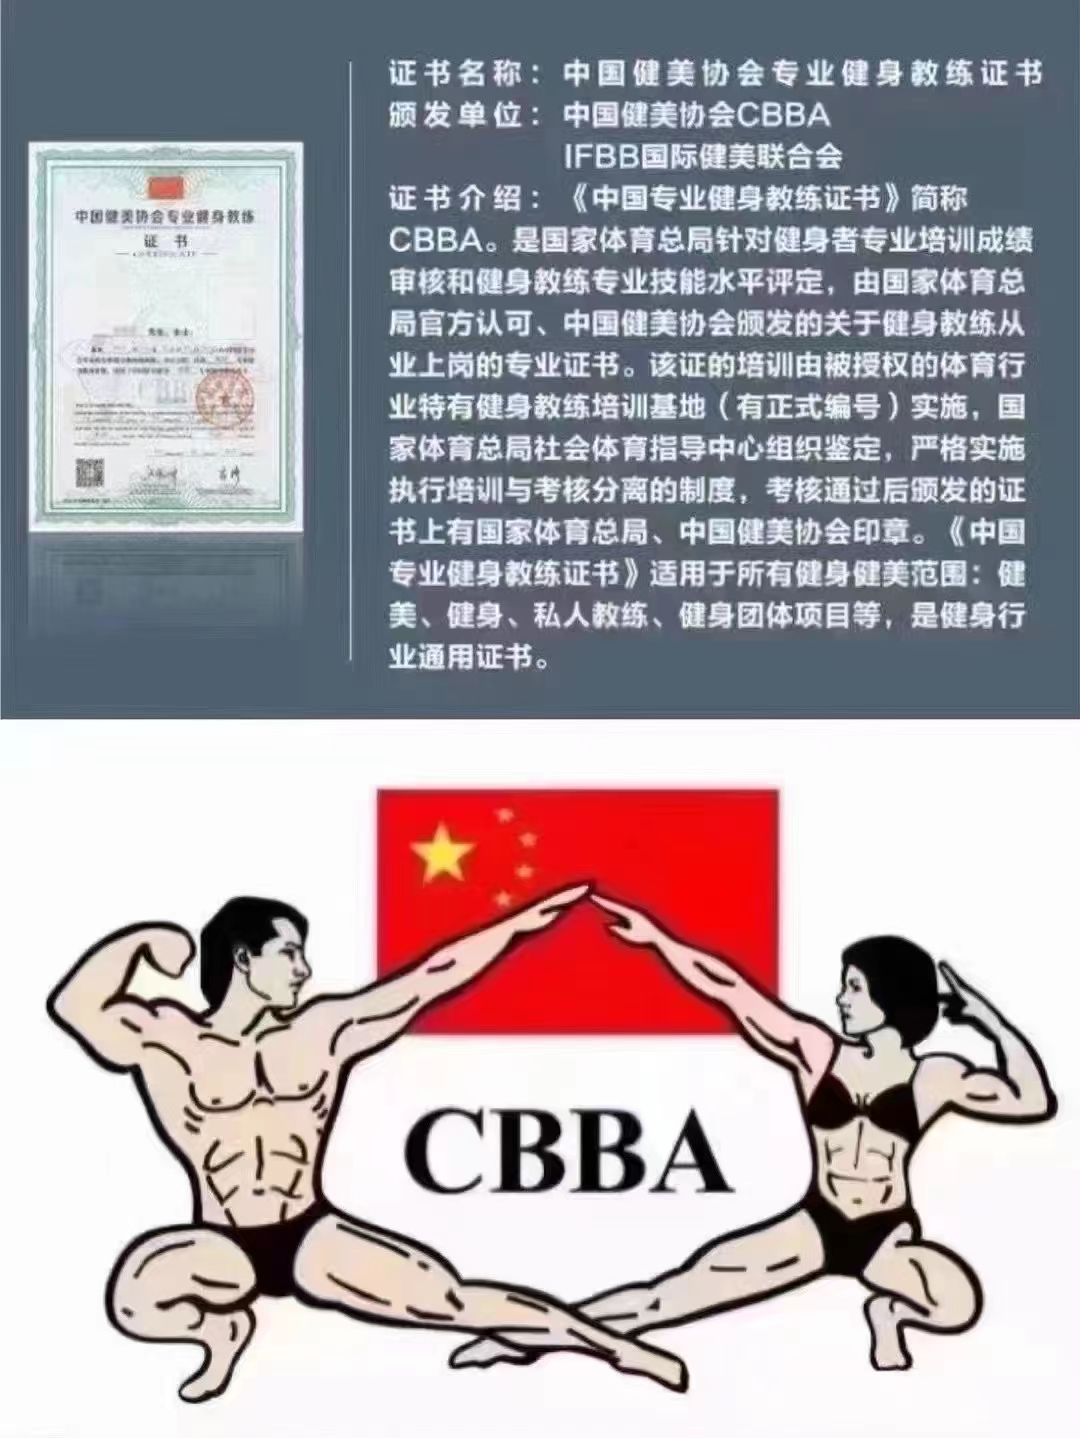 中国健美协会专业健身教练
证书
CERTIFICATE
证书名称：中国健美协会专业健身教练证书
颁发单位：中国健美协会CBBA
IFBB国际健美联合会
证书介绍：《中国专业健身教练证书》简称
CBBA。是国家体育总局针对健身者专业培训成绩
审核和健身教练专业技能水平评定，由国家体育总
局官方认可、中国健美协会颁发的关于健身教练从
业上岗的专业证书。该证的培训由被授权的体育行
业特有健身教练培训基地（有正式编号）实施，国
家体育总局社会体育指导中心组织鉴定，严格实施
执行培训与考核分离的制度，考核通过后颁发的证
书上有国家体育总局、中国健美协会印章。《中国
专业健身教练证书》适用于所有健身健美范围：健
美、健身、私人教练、健身团体项目等，是健身行
业通用证书。
CBBA